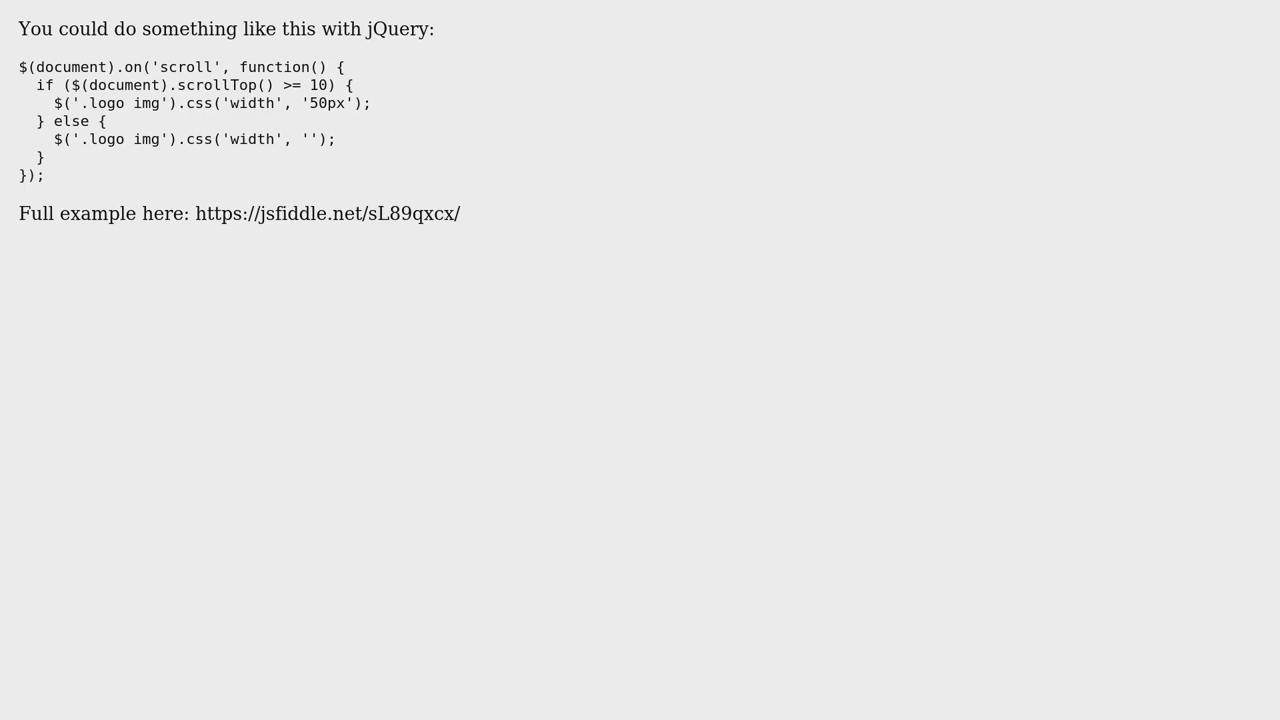 You could do something like this with jQuery:
$(document).on('scroll', function() {
  if ($(document).scrollTop() >= 10) {
    $('.logo img').css('width', '50px');
  } else {
    $('.logo img').css('width', '');
  }
});
Full example here: https://jsfiddle.net/sL89qxcx/